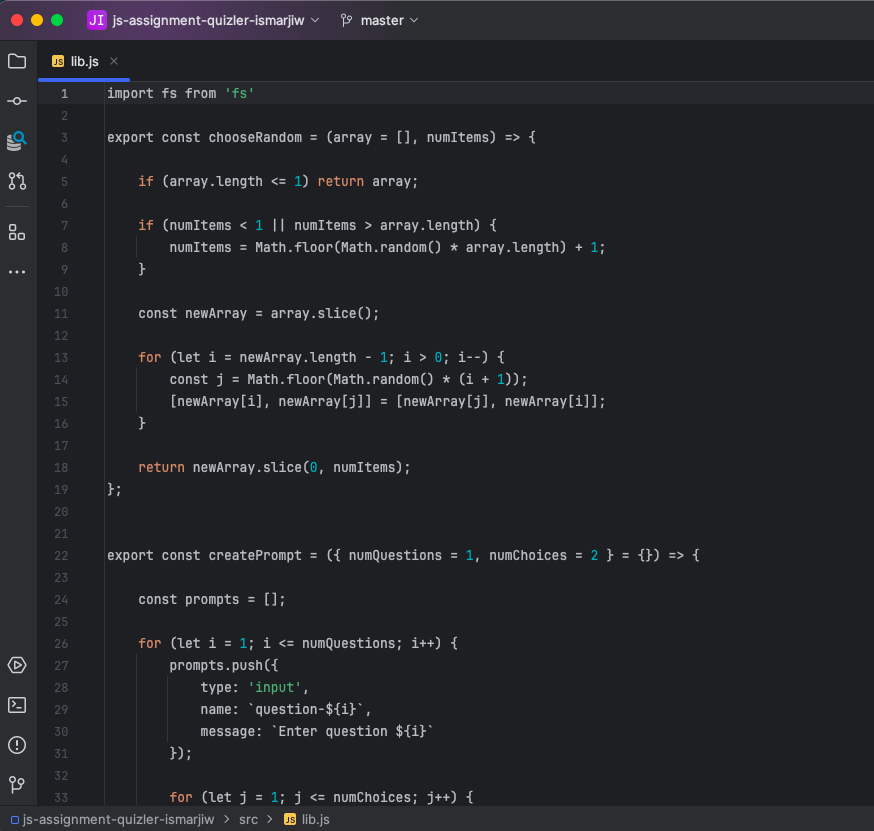 JI js-assignment-quizler-ismarjiw master
JS lib.js
1 import fs from 'fs'
2
3 export const chooseRandom = (array = [], numItems) => {
4
5 if (array.length <= 1) return array;
6
7 if (numItems < 1 || numItems > array.length) {
8 numItems = Math.floor(Math.random() * array.length) + 1;
9 }
10
11 const newArray = array.slice();
12
13 for (let i = newArray.length - 1; i > 0; i--) {
14 const j = Math.floor(Math.random() * (i + 1));
15 [newArray[i], newArray[j]] = [newArray[j], newArray[i]];
16 }
17
18 return newArray.slice(0, numItems);
19 };
20
21
22 export const createPrompt = ({ numQuestions = 1, numChoices = 2 } = {}) => {
23
24 const prompts = [];
25
26 for (let i = 1; i <= numQuestions; i++) {
27 prompts.push({
28 type: 'input',
29 name: `question-${i}`,
30 message: `Enter question ${i}`
31 });
32
33 for (let j = 1; j <= numChoices; j++) {
js-assignment-quizler-ismarjiw > src > JS lib.js